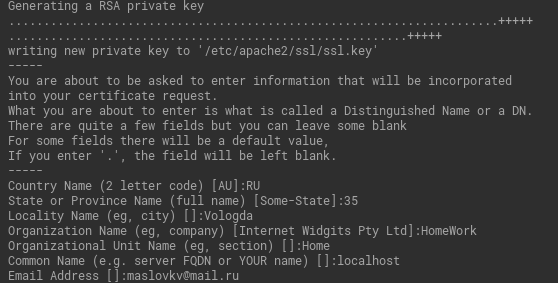 Generating a RSA private key
......................................................................+++++
.........................................................+++++
writing new private key to '/etc/apache2/ssl/ssl.key'
-----
You are about to be asked to enter information that will be incorporated
into your certificate request.
What you are about to enter is what is called a Distinguished Name or a DN.
There are quite a few fields but you can leave some blank
For some fields there will be a default value,
If you enter '.', the field will be left blank.
-----
Country Name (2 letter code) [AU]:RU
State or Province Name (full name) [Some-State]:35
Locality Name (eg, city) []:Vologda
Organization Name (eg, company) [Internet Widgits Pty Ltd]:HomeWork
Organizational Unit Name (eg, section) []:Home
Common Name (e.g. server FQDN or YOUR name) []:localhost
Email Address []:maslovkv@mail.ru